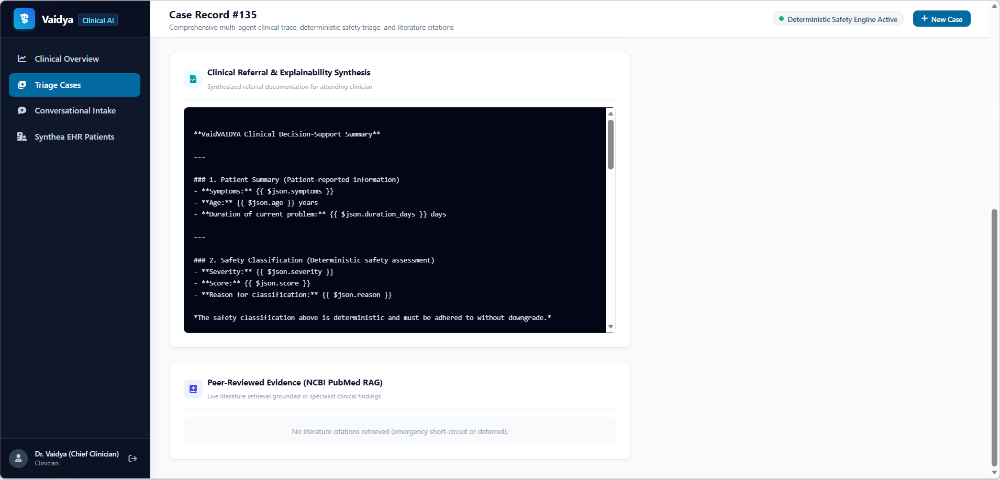 Vaidya Clinical AI
Clinical Overview
Triage Cases
Conversational Intake
Synthea EHR Patients
Dr. Vaidya (Chief Clinician)
Clinician
Case Record #135
Comprehensive multi-agent clinical trace, deterministic safety triage, and literature citations
Deterministic Safety Engine Active
+ New Case
Clinical Referral & Explainability Synthesis
Synthesized referral documentation for attending clinician
**VaidVAIDYA Clinical Decision-Support Summary**
---
### 1. Patient Summary (Patient-reported information)
- **Symptoms:** {{ $json.symptoms }}
- **Age:** {{ $json.age }} years
- **Duration of current problem:** {{ $json.duration_days }} days
---
### 2. Safety Classification (Deterministic safety assessment)
- **Severity:** {{ $json.severity }}
- **Score:** {{ $json.score }}
- **Reason for classification:** {{ $json.reason }}
*The safety classification above is deterministic and must be adhered to without downgrade.*
Peer-Reviewed Evidence (NCBI PubMed RAG)
Live literature retrieval grounded in specialist clinical findings
No literature citations retrieved (emergency short-circuit or deferred).